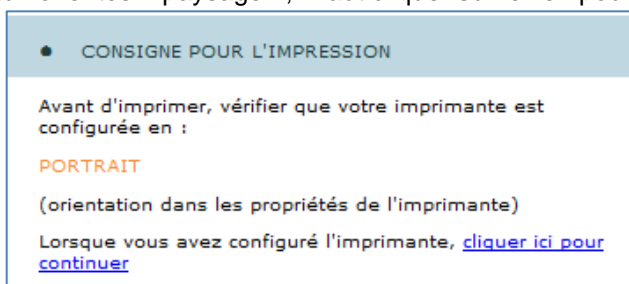 • CONSIGNE POUR L'IMPRESSION
Avant d'imprimer, vérifier que votre imprimante est
configurée en :
PORTRAIT
(orientation dans les propriétés de l'imprimante)
Lorsque vous avez configuré l'imprimante, cliquer ici pour
continuer